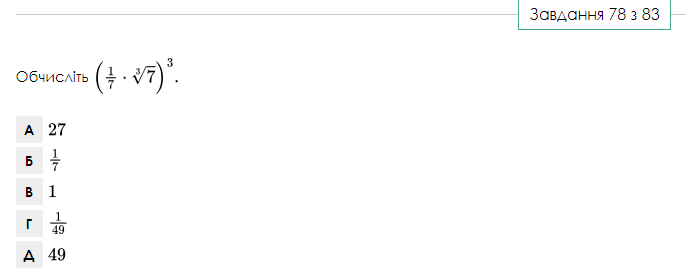 Завдання 78 з 83
Обчисліть (1/7 · ∛7)³.
А 27
Б 1/7
В 1
Г 1/49
Д 49